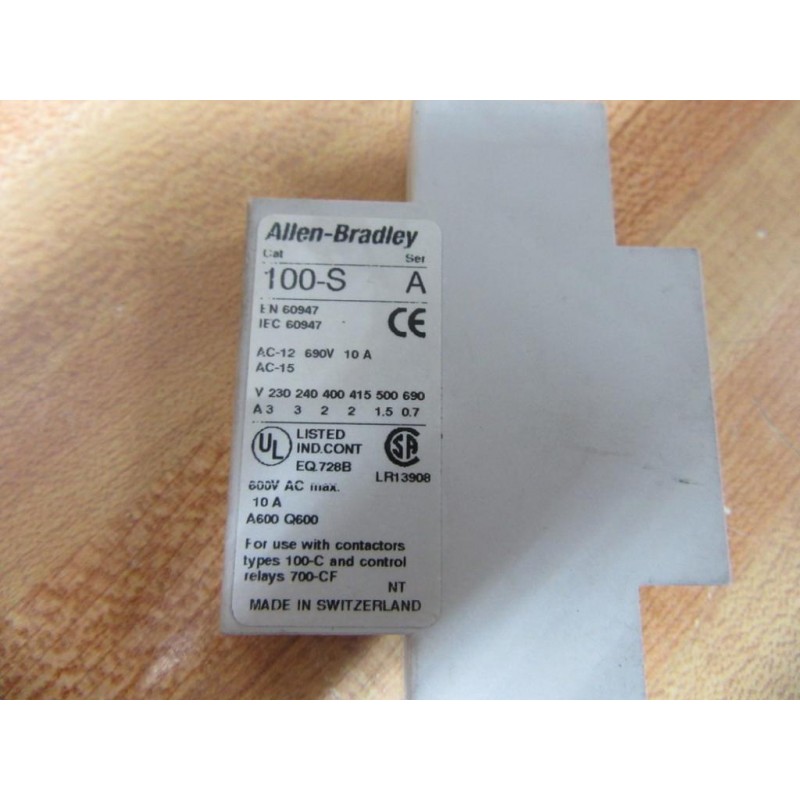 Allen-Bradley
Cat Ser
100-S A
EN 60947
IEC 60947
CE
AC-12 690V 10 A
AC-15
V 230 240 400 415 500 690
A 3 3 2 2 1.5 0.7
UL LISTED
IND.CONT
EQ.728B
SA
LR13908
600V AC max.
10 A
A600 Q600
For use with contactors
types 100-C and control
relays 700-CF
NT
MADE IN SWITZERLAND